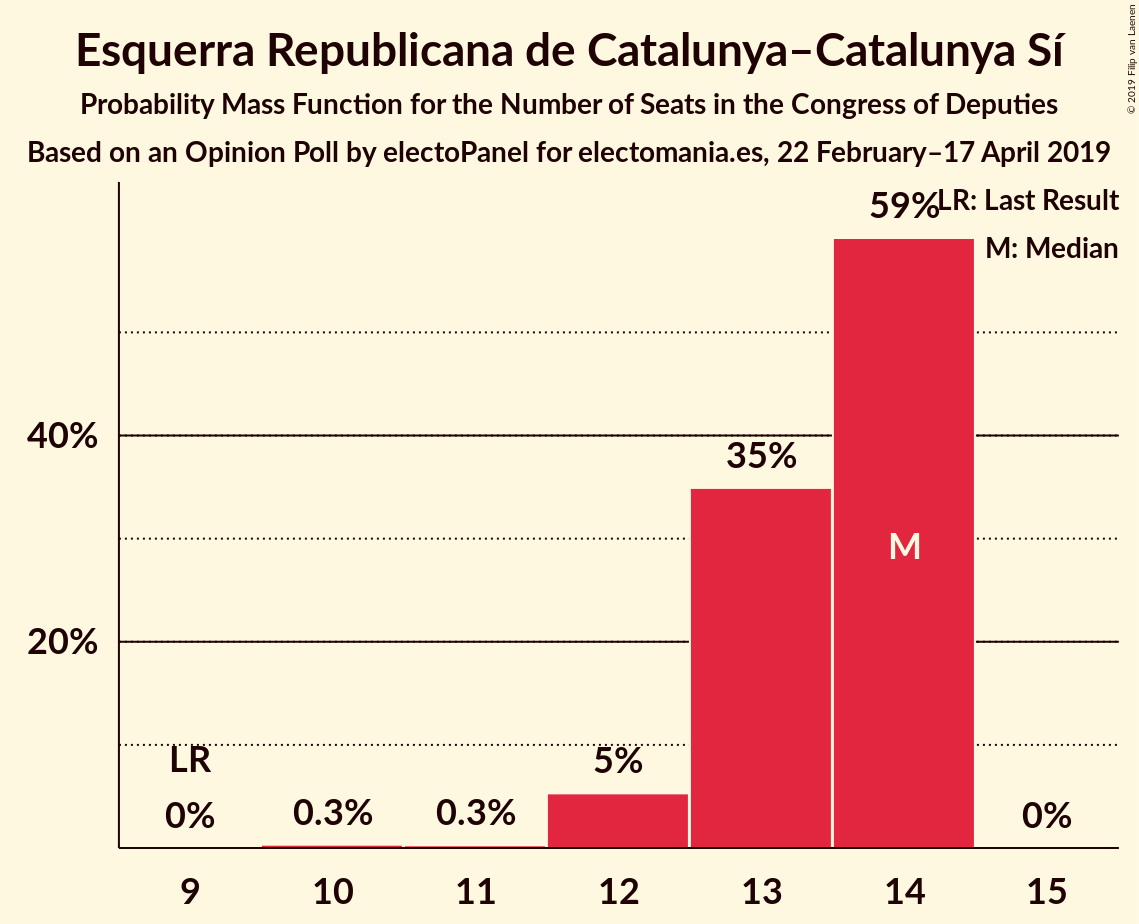 Esquerra Republicana de Catalunya–Catalunya Sí
Probability Mass Function for the Number of Seats in the Congress of Deputies
Based on an Opinion Poll by electoPanel for electomania.es, 22 February–17 April 2019
© 2019 Filip van Laenen
LR: Last Result
M: Median
59%
40%
35%
M
20%
LR
5%
0%
0.3%
0.3%
0%
9
10
11
12
13
14
15